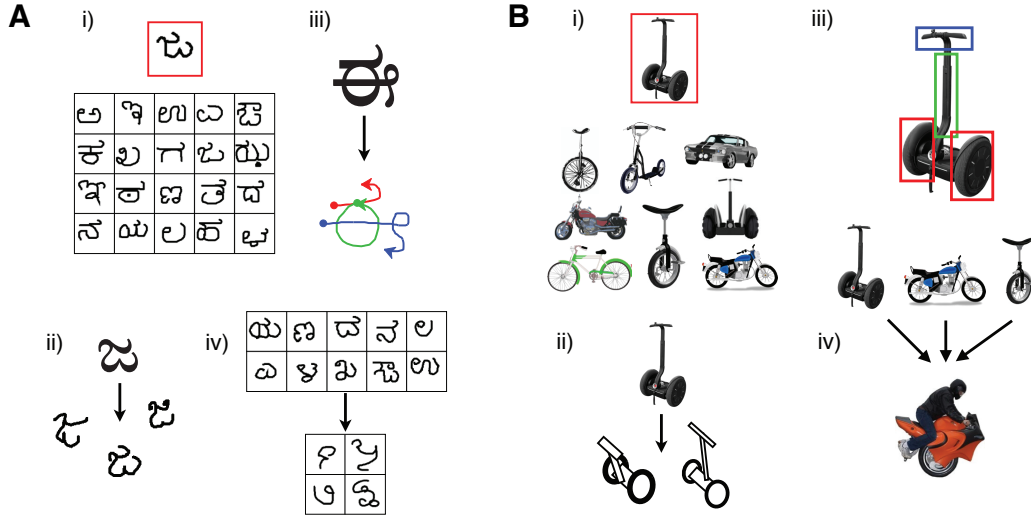 A
i)
ಜ
ಅ ಇ ಉ ಎ ಔ
ಕ ಖ ಗ
ಠ ಣ ತ ದ
ನ ಯ ಲ ಹ ಳ
ii)
ಜ
ಜ
ಜ
iii)
iv)
ಯ ಣ ದ ನ ಲ
ಎ ಳ ಖ ಔ ಉ
B
i)
ii)
iii)
iv)